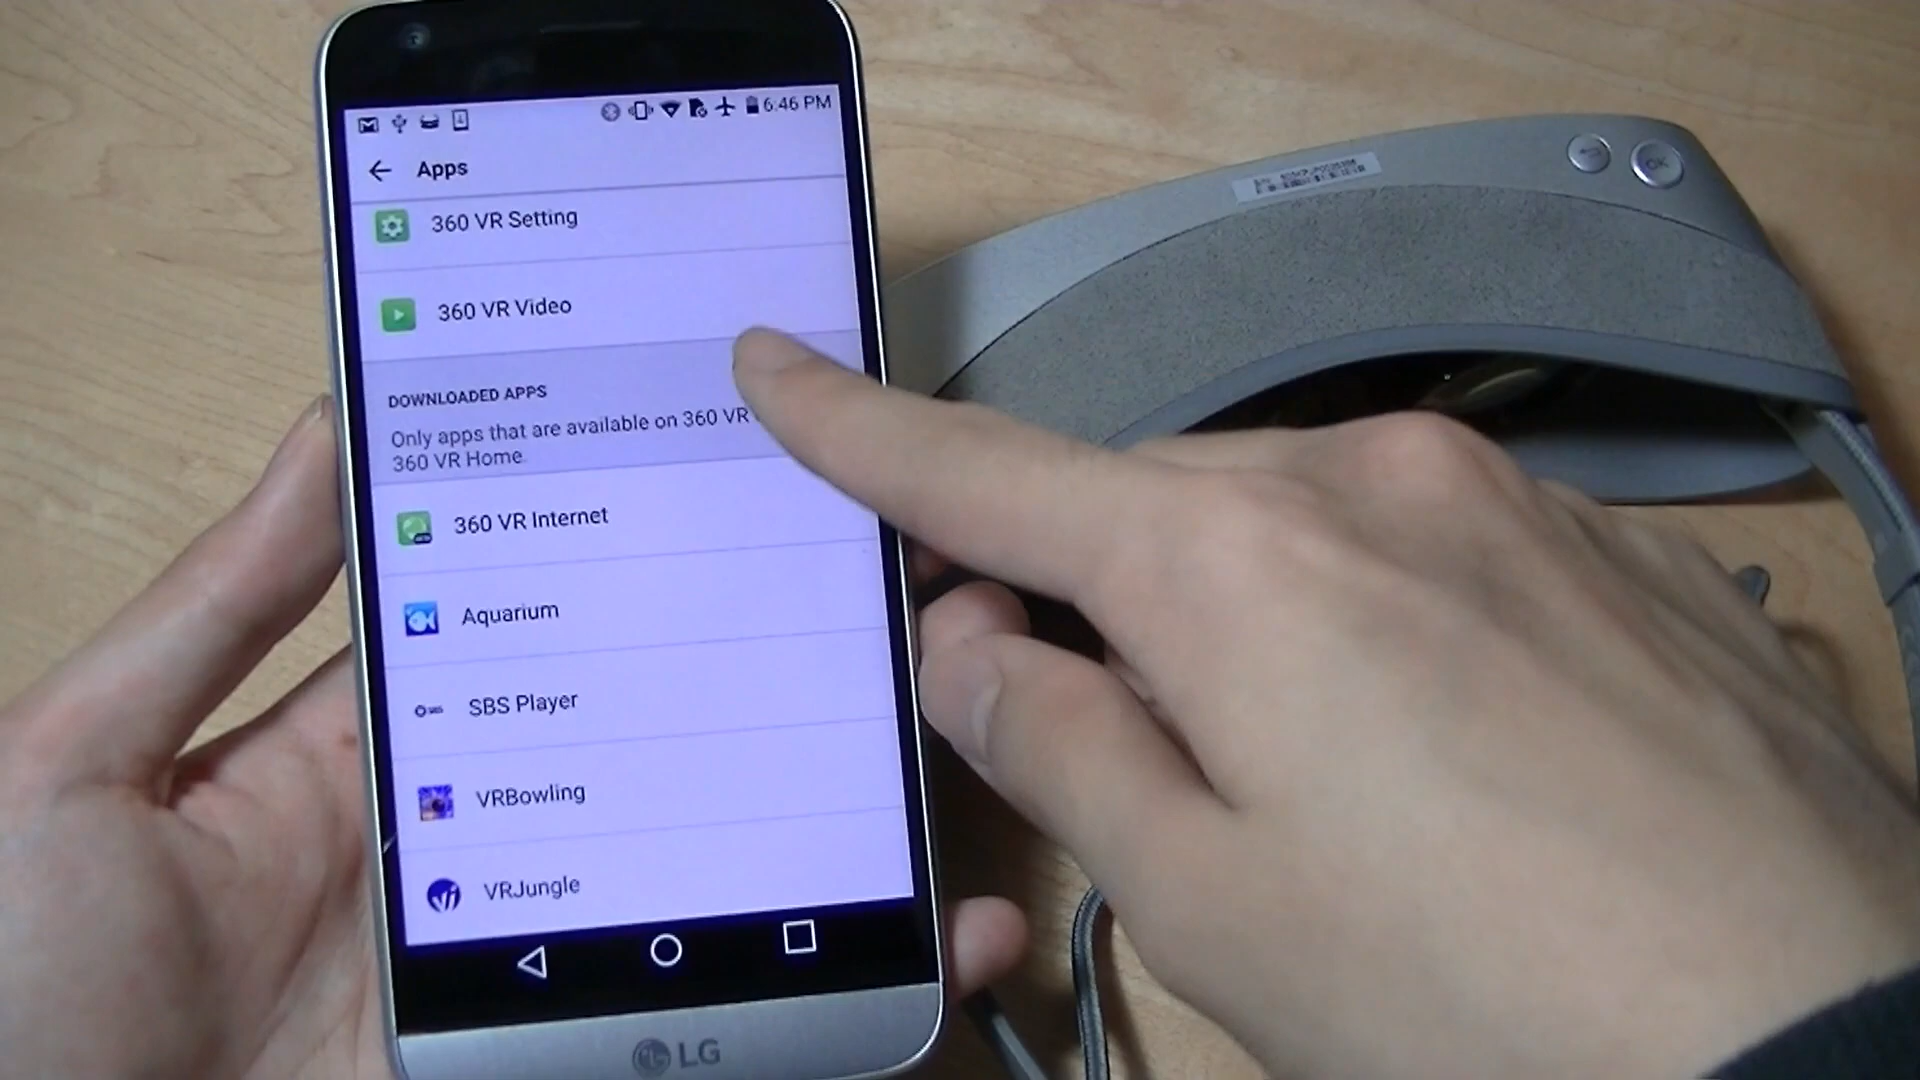 6:46 PM
Apps
360 VR Setting
360 VR Video
DOWNLOADED APPS
Only apps that are available on 360 VR
360 VR Home.
360 VR Internet
Aquarium
SBS Player
VRBowling
VRJungle
LG
OK